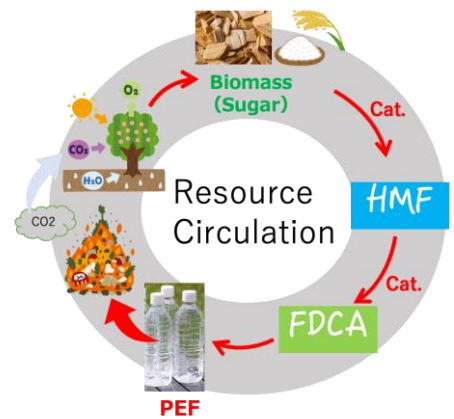 O₂
Biomass
(Sugar)
Cat.
CO₂
H₂O
CO2
Resource
Circulation
HMF
Cat.
FDCA
PEF